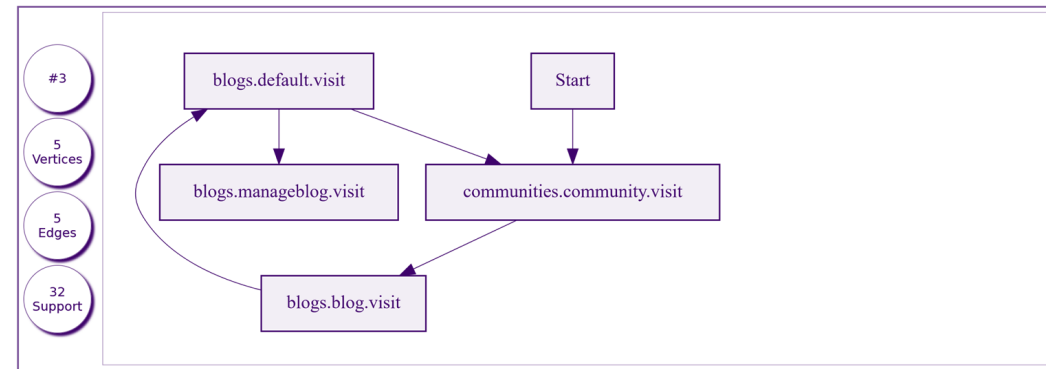 #3
5
Vertices
5
Edges
32
Support
blogs.default.visit
Start
blogs.manageblog.visit
communities.community.visit
blogs.blog.visit